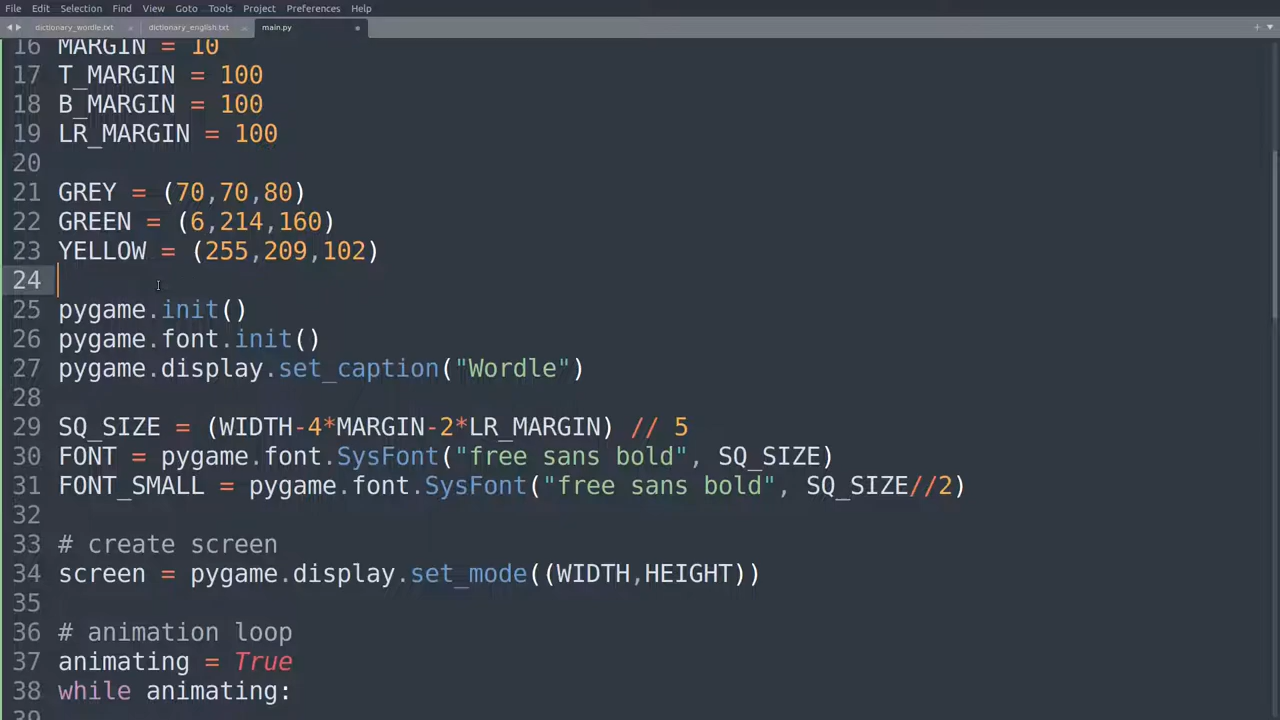 File Edit Selection Find View Goto Tools Project Preferences Help
dictionary_wordle.txt dictionary_english.txt main.py
16 MARGIN = 10
17 T_MARGIN = 100
18 B_MARGIN = 100
19 LR_MARGIN = 100
20
21 GREY = (70,70,80)
22 GREEN = (6,214,160)
23 YELLOW = (255,209,102)
24
25 pygame.init()
26 pygame.font.init()
27 pygame.display.set_caption("Wordle")
28
29 SQ_SIZE = (WIDTH-4*MARGIN-2*LR_MARGIN) // 5
30 FONT = pygame.font.SysFont("free sans bold", SQ_SIZE)
31 FONT_SMALL = pygame.font.SysFont("free sans bold", SQ_SIZE//2)
32
33 # create screen
34 screen = pygame.display.set_mode((WIDTH,HEIGHT))
35
36 # animation loop
37 animating = True
38 while animating:
39